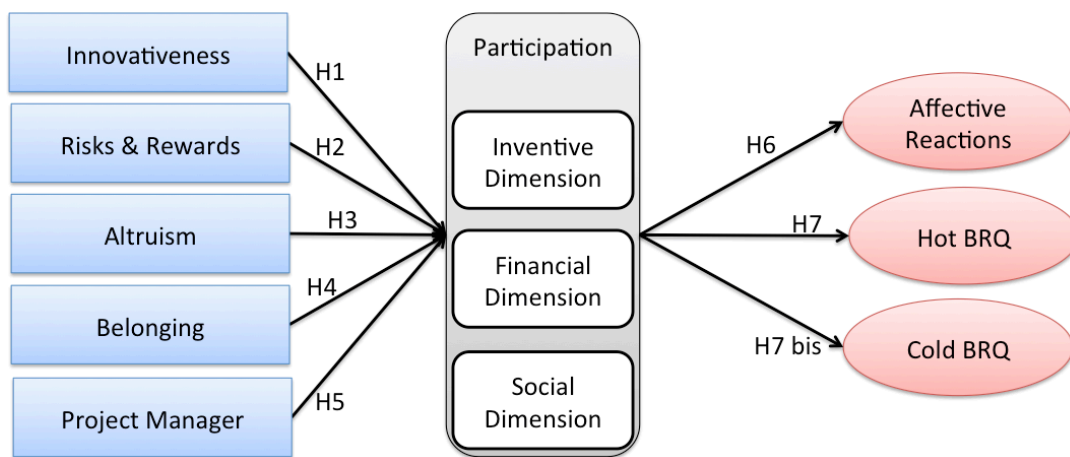 Innovativeness
Risks & Rewards
Altruism
Belonging
Project Manager
H1
H2
H3
H4
H5
Participation
Inventive
Dimension
Financial
Dimension
Social
Dimension
H6
H7
H7 bis
Affective
Reactions
Hot BRQ
Cold BRQ